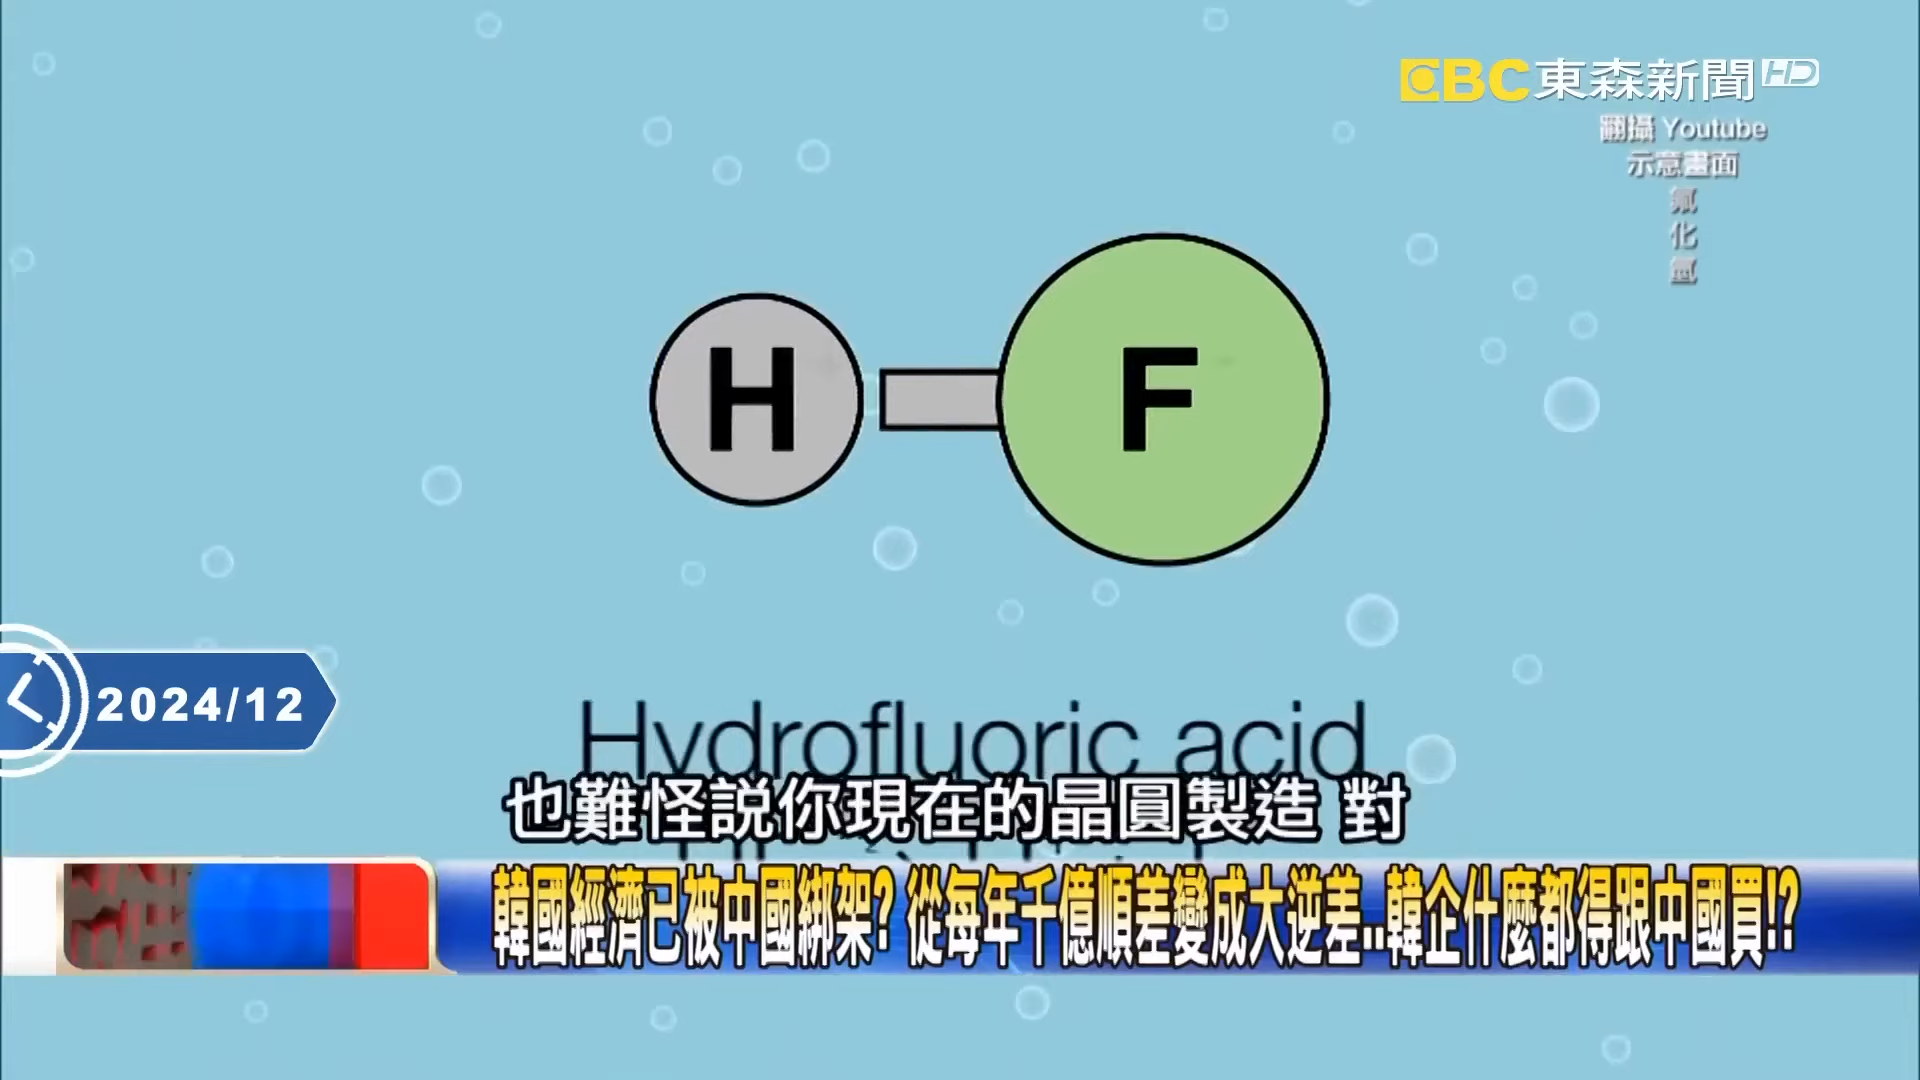 EBC東森新聞HD
翻攝 Youtube
示意畫面
氟
化
氫
H
F
2024/12
Hydrofluoric acid
也難怪説你現在的晶圓製造 對
韓國經濟已被中國綁架? 從每年千億順差變成大逆差..韓企什麼都得跟中國買!?